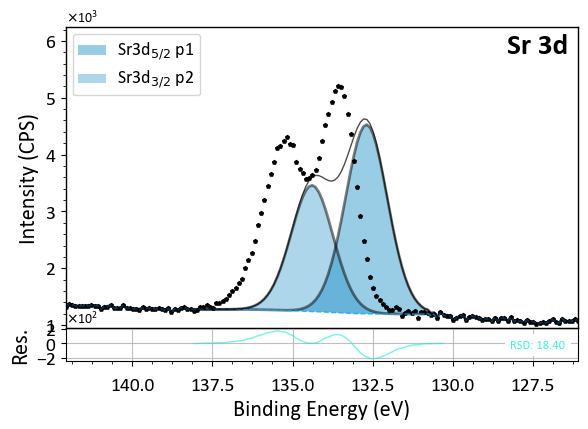 ×10³
Sr 3d
Sr3d₅/₂ p1
Sr3d₃/₂ p2
6
5
4
3
2
1
Intensity (CPS)
×10²
2
0
−2
Res.
RSD: 18.40
140.0 137.5 135.0 132.5 130.0 127.5
Binding Energy (eV)